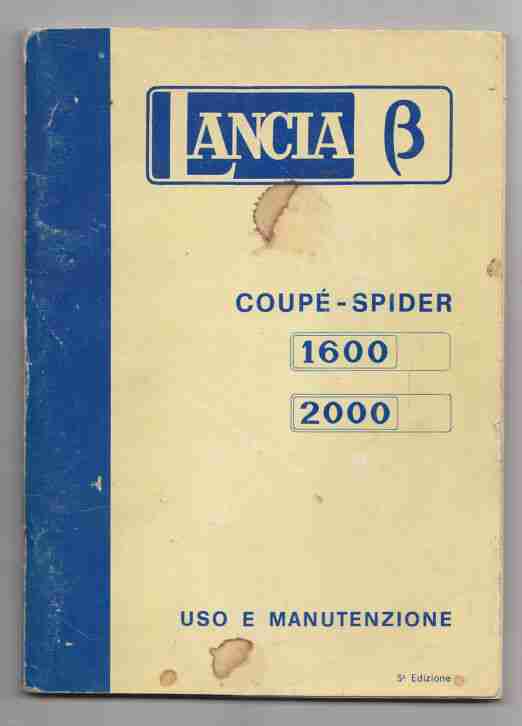 LANCIA β
COUPÉ - SPIDER
1600
2000
USO E MANUTENZIONE
5ª Edizione